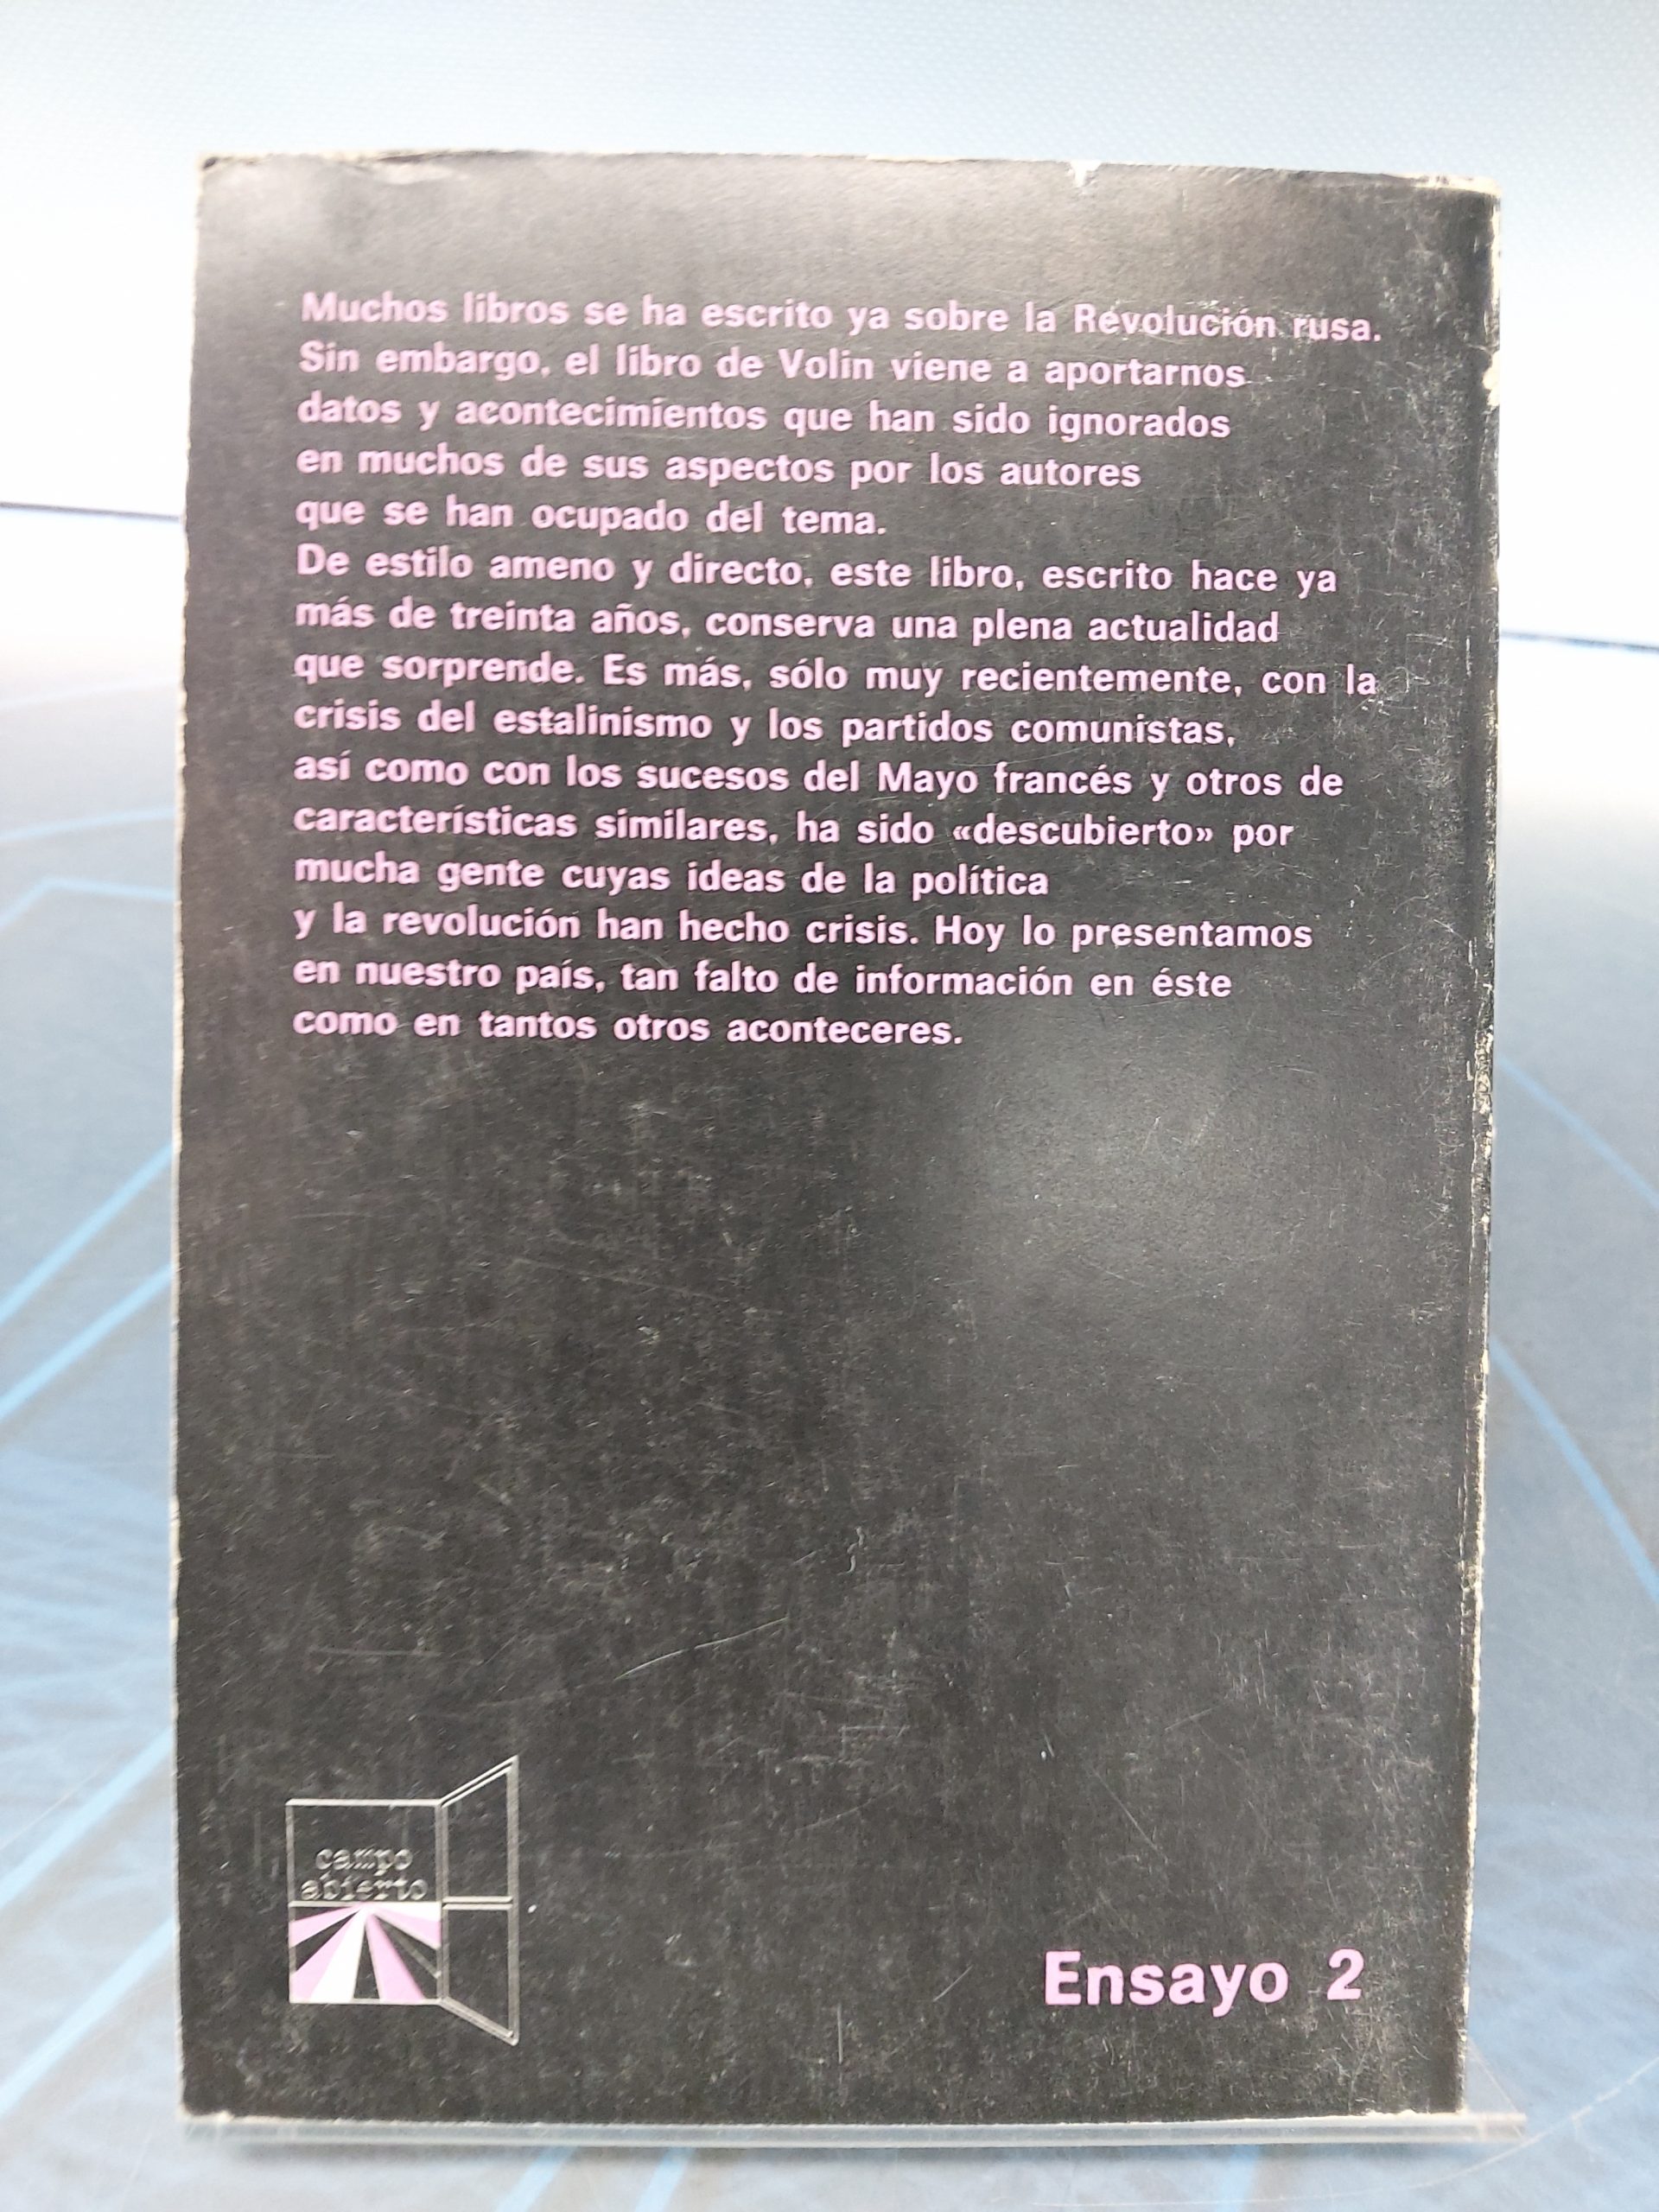 Muchos libros se ha escrito ya sobre la Revolución rusa.
Sin embargo, el libro de Volin viene a aportarnos
datos y acontecimientos que han sido ignorados
en muchos de sus aspectos por los autores
que se han ocupado del tema.
De estilo ameno y directo, este libro, escrito hace ya
más de treinta años, conserva una plena actualidad
que sorprende. Es más, sólo muy recientemente, con la
crisis del estalinismo y los partidos comunistas,
así como con los sucesos del Mayo francés y otros de
características similares, ha sido «descubierto» por
mucha gente cuyas ideas de la política
y la revolución han hecho crisis. Hoy lo presentamos
en nuestro país, tan falto de información en éste
como en tantos otros aconteceres.
campo
abierto
Ensayo 2